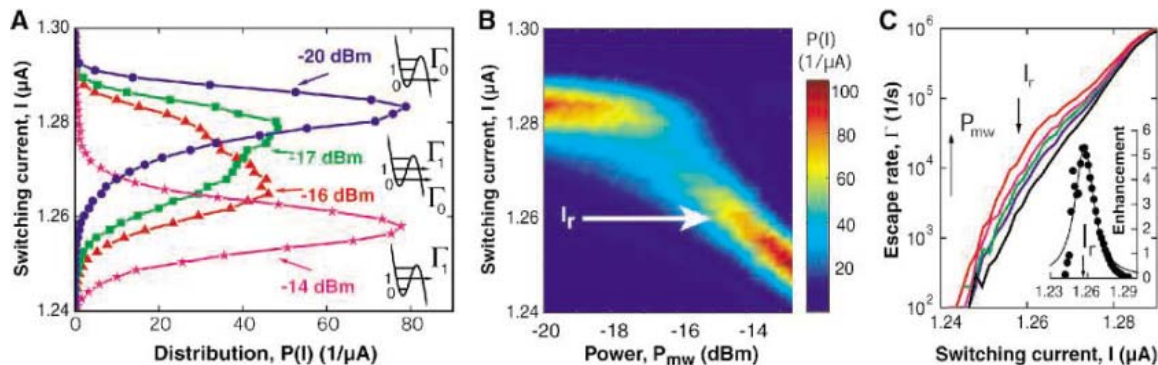 A
Switching current, I (μA)
1.30
1.28
1.26
1.24
0
20
40
60
80
100
Distribution, P(I) (1/μA)
-20 dBm
-17 dBm
-16 dBm
-14 dBm
1
0
Γ0
1
0
Γ1
Γ0
1
0
Γ1
B
Switching current, I (μA)
1.30
1.28
1.26
1.24
-20
-18
-16
-14
Power, Pmw (dBm)
Ir
P(I)
(1/μA)
100
80
60
40
20
C
Escape rate, Γ (1/s)
10^6
10^5
10^4
10^3
10^2
1.24
1.26
1.28
Switching current, I (μA)
Ir
Pmw
6
5
4
3
2
1
0
Enhancement
Ir
1.23
1.26
1.29